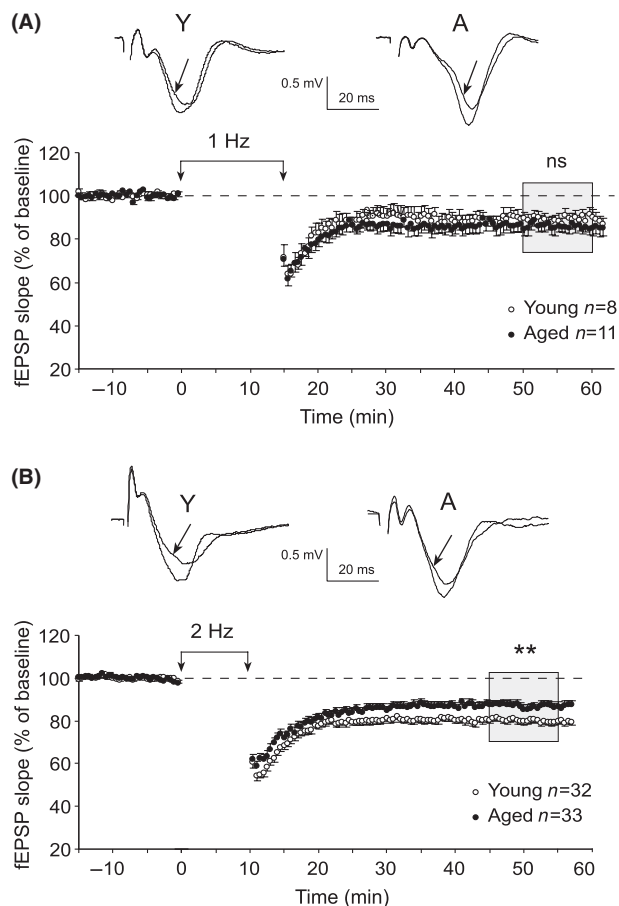 (A)
Y
A
0.5 mV
20 ms
1 Hz
ns
120
100
80
60
40
20
fEPSP slope (% of baseline)
Young n=8
Aged n=11
–10 0 10 20 30 40 50 60
Time (min)
(B)
Y
A
0.5 mV
20 ms
2 Hz
**
120
100
80
60
40
20
fEPSP slope (% of baseline)
Young n=32
Aged n=33
–10 0 10 20 30 40 50 60
Time (min)